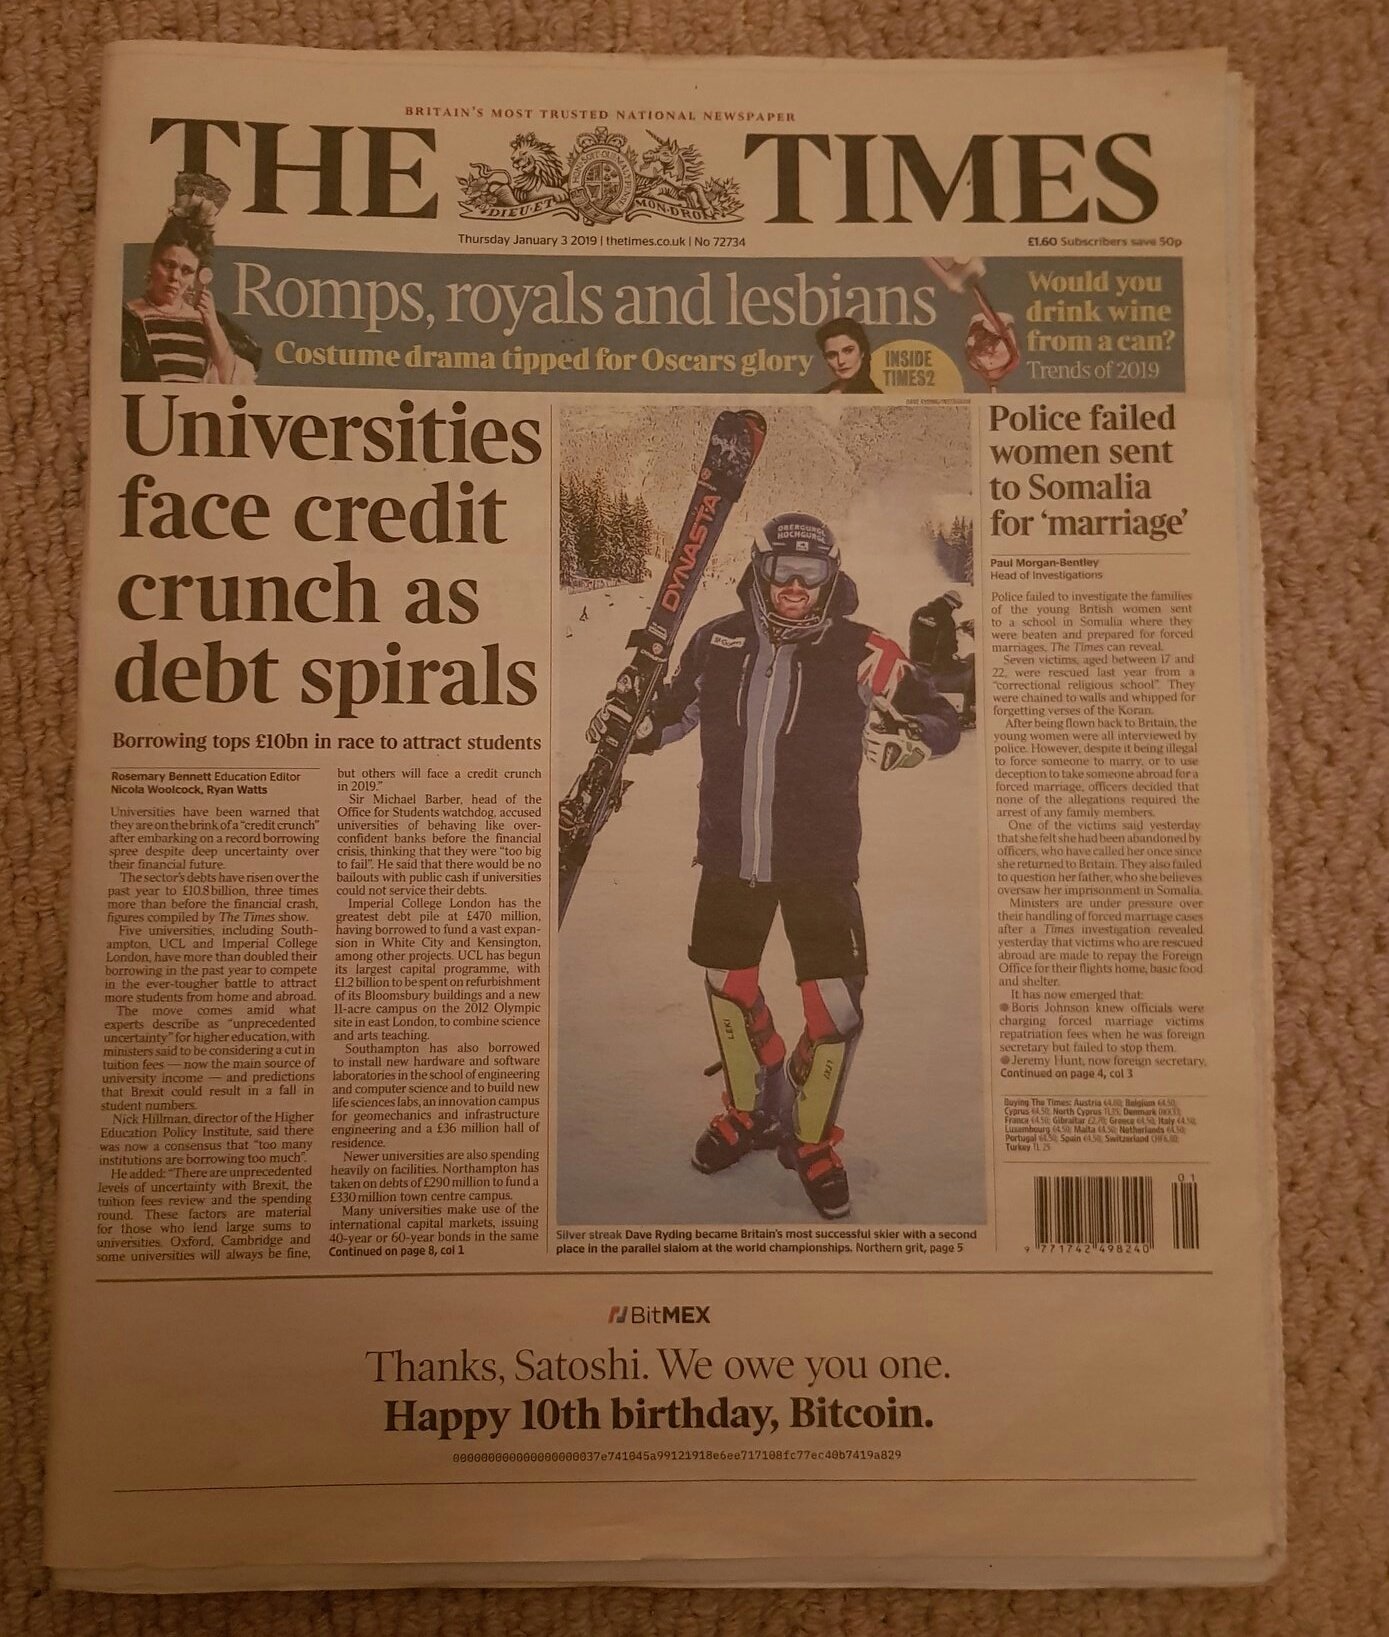 BRITAIN'S MOST TRUSTED NATIONAL NEWSPAPER
THE TIMES
DIEU·ET MON·DROIT
Thursday January 3 2019 | thetimes.co.uk | No 72734
£1.60 Subscribers save 50p
Romps, royals and lesbians
Costume drama tipped for Oscars glory
INSIDE
TIMES2
Would you
drink wine
from a can?
Trends of 2019
Universities
face credit
crunch as
debt spirals
Borrowing tops £10bn in race to attract students
Rosemary Bennett Education Editor
Nicola Woolcock, Ryan Watts
Universities have been warned that
they are on the brink of a “credit crunch”
after embarking on a record borrowing
spree despite deep uncertainty over
their financial future.
The sector's debts have risen over the
past year to £10.8 billion, three times
more than before the financial crash,
figures compiled by The Times show.
Five universities, including South-
ampton, UCL and Imperial College
London, have more than doubled their
borrowing in the past year to compete
in the ever-tougher battle to attract
more students from home and abroad.
The move comes amid what
experts describe as “unprecedented
uncertainty” for higher education, with
ministers said to be considering a cut in
tuition fees — now the main source of
university income — and predictions
that Brexit could result in a fall in
student numbers.
Nick Hillman, director of the Higher
Education Policy Institute, said there
was now a consensus that “too many
institutions are borrowing too much”.
He added: “There are unprecedented
levels of uncertainty with Brexit, the
tuition fees review and the spending
round. These factors are material
for those who lend large sums to
universities. Oxford, Cambridge and
some universities will always be fine,
but others will face a credit crunch
in 2019.”
Sir Michael Barber, head of the
Office for Students watchdog, accused
universities of behaving like over-
confident banks before the financial
crisis, thinking that they were “too big
to fail”. He said that there would be no
bailouts with public cash if universities
could not service their debts.
Imperial College London has the
greatest debt pile at £470 million,
having borrowed to fund a vast expan-
sion in White City and Kensington,
among other projects. UCL has begun
its largest capital programme, with
£1.2 billion to be spent on refurbishment
of its Bloomsbury buildings and a new
11-acre campus on the 2012 Olympic
site in east London, to combine science
and arts teaching.
Southampton has also borrowed
to install new hardware and software
laboratories in the school of engineering
and computer science and to build new
life sciences labs, an innovation campus
for geomechanics and infrastructure
engineering and a £36 million hall of
residence.
Newer universities are also spending
heavily on facilities. Northampton has
taken on debts of £290 million to fund a
£330 million town centre campus.
Many universities make use of the
international capital markets, issuing
40-year or 60-year bonds in the same
Continued on page 8, col 1
DAVE RYDING/INSTAGRAM
DYNASTAR
OBERGURGL
HOCHGURGL
LEKI
LEKI
Silver streak Dave Ryding became Britain's most successful skier with a second
place in the parallel slalom at the world championships. Northern grit, page 5
Police failed
women sent
to Somalia
for ‘marriage’
Paul Morgan-Bentley
Head of Investigations
Police failed to investigate the families
of the young British women sent
to a school in Somalia where they
were beaten and prepared for forced
marriages, The Times can reveal.
Seven victims, aged between 17 and
22, were rescued last year from a
“correctional religious school”. They
were chained to walls and whipped for
forgetting verses of the Koran.
After being flown back to Britain, the
young women were all interviewed by
police. However, despite it being illegal
to force someone to marry, or to use
deception to take someone abroad for a
forced marriage, officers decided that
none of the allegations required the
arrest of any family members.
One of the victims said yesterday
that she felt she had been abandoned by
officers, who have called her once since
she returned to Britain. They also failed
to question her father, who she believes
oversaw her imprisonment in Somalia.
Ministers are under pressure over
their handling of forced marriage cases
after a Times investigation revealed
yesterday that victims who are rescued
abroad are made to repay the Foreign
Office for their flights home, basic food
and shelter.
It has now emerged that:
● Boris Johnson knew officials were
charging forced marriage victims
repatriation fees when he was foreign
secretary but failed to stop them.
● Jeremy Hunt, now foreign secretary,
Continued on page 4, col 3
Buying The Times: Austria €4.60; Belgium €4.50;
Cyprus €4.50; North Cyprus Denmark
France €4.50; Gibraltar £2.70; Greece €4.50; Italy €4.50;
Luxembourg €4.50; Malta €4.50; Netherlands €4.50;
Portugal €4.50; Spain €4.50; Switzerland
Turkey TL 25
01
9 771742 498240
BitMEX
Thanks, Satoshi. We owe you one.
Happy 10th birthday, Bitcoin.
00000000000000000000037e741045a99121918e6ee717108fc77ec40b7419a829